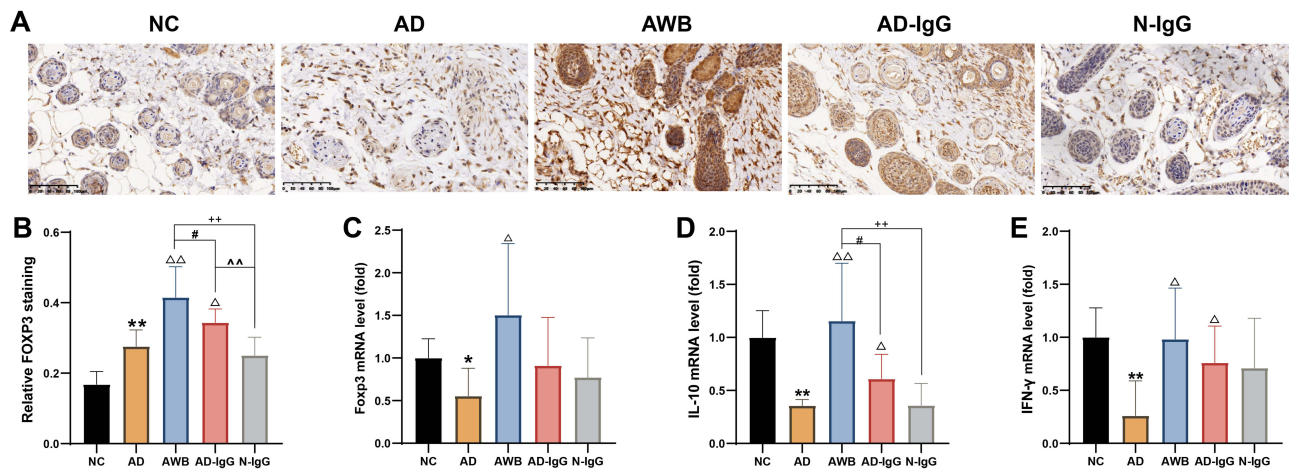 A
NC
AD
AWB
AD-IgG
N-IgG
B
Relative FOXP3 staining
0.6
0.4
0.2
0.0
**
△△
△
++
#
^^
NC AD AWB AD-IgG N-IgG
C
Foxp3 mRNA level (fold)
2.5
2.0
1.5
1.0
0.5
0.0
*
△
NC AD AWB AD-IgG N-IgG
D
IL-10 mRNA level (fold)
2.0
1.5
1.0
0.5
0.0
**
△△
△
++
#
NC AD AWB AD-IgG N-IgG
E
IFN-γ mRNA level (fold)
2.0
1.5
1.0
0.5
0.0
**
△
△
NC AD AWB AD-IgG N-IgG